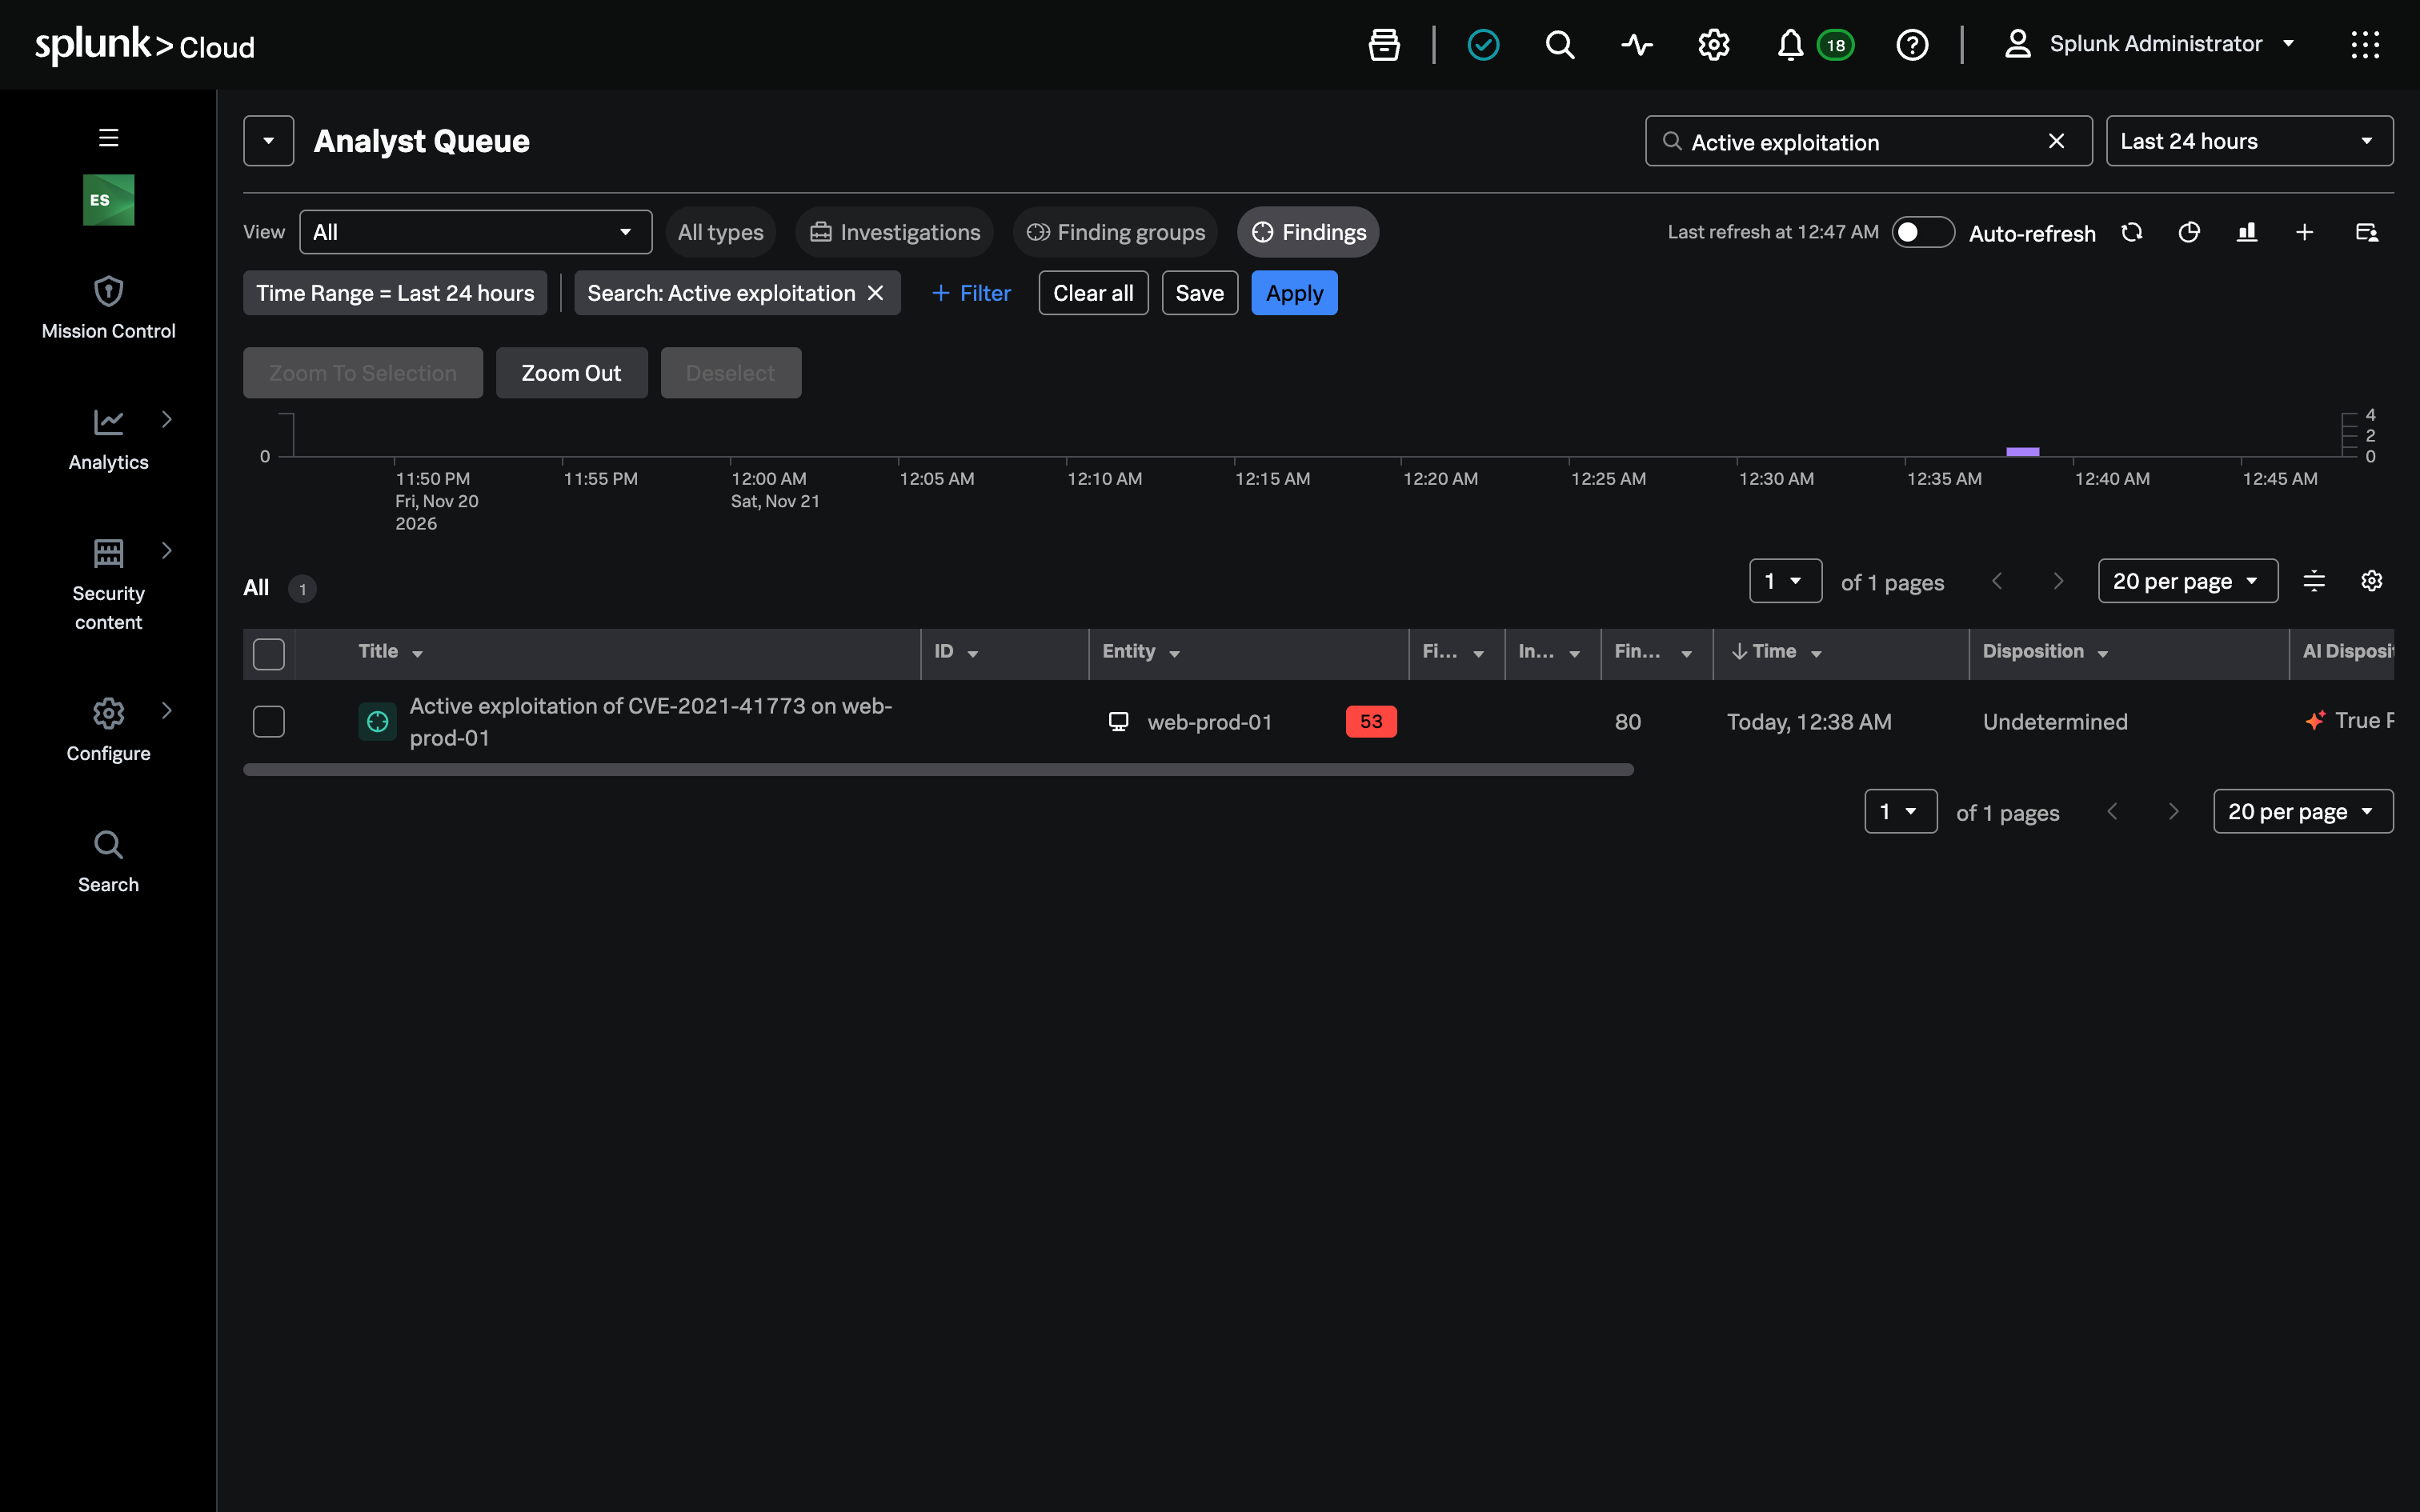 splunk>Cloud
18
Splunk Administrator
ES
Mission Control
Analytics
Security
content
Configure
Search
Analyst Queue
Active exploitation
Last 24 hours
View
All
All types
Investigations
Finding groups
Findings
Last refresh at 12:47 AM
Auto-refresh
Time Range = Last 24 hours
Search: Active exploitation
Filter
Clear all
Save
Apply
Zoom To Selection
Zoom Out
Deselect
0
4
2
0
11:50 PM
Fri, Nov 20
2026
11:55 PM
12:00 AM
Sat, Nov 21
12:05 AM
12:10 AM
12:15 AM
12:20 AM
12:25 AM
12:30 AM
12:35 AM
12:40 AM
12:45 AM
All 1
1
of 1 pages
20 per page
Title
ID
Entity
Fi...
In...
Fin...
Time
Disposition
AI Disposit
Active exploitation of CVE-2021-41773 on web-
prod-01
web-prod-01
53
80
Today, 12:38 AM
Undetermined
True P
1
of 1 pages
20 per page